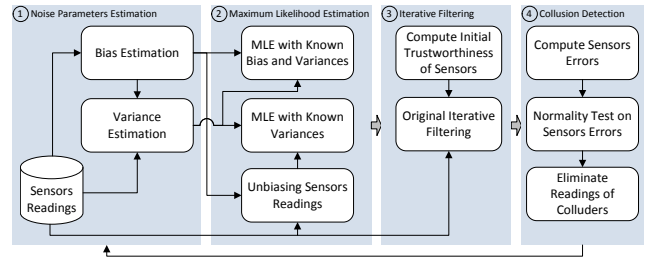 1 Noise Parameters Estimation
Bias Estimation
Variance
Estimation
Sensors
Readings
2 Maximum Likelihood Estimation
MLE with Known
Bias and Variances
MLE with Known
Variances
Unbiasing Sensors
Readings
3 Iterative Filtering
Compute Initial
Trustworthiness
of Sensors
Original Iterative
Filtering
4 Collusion Detection
Compute Sensors
Errors
Normality Test on
Sensors Errors
Eliminate
Readings of
Colluders